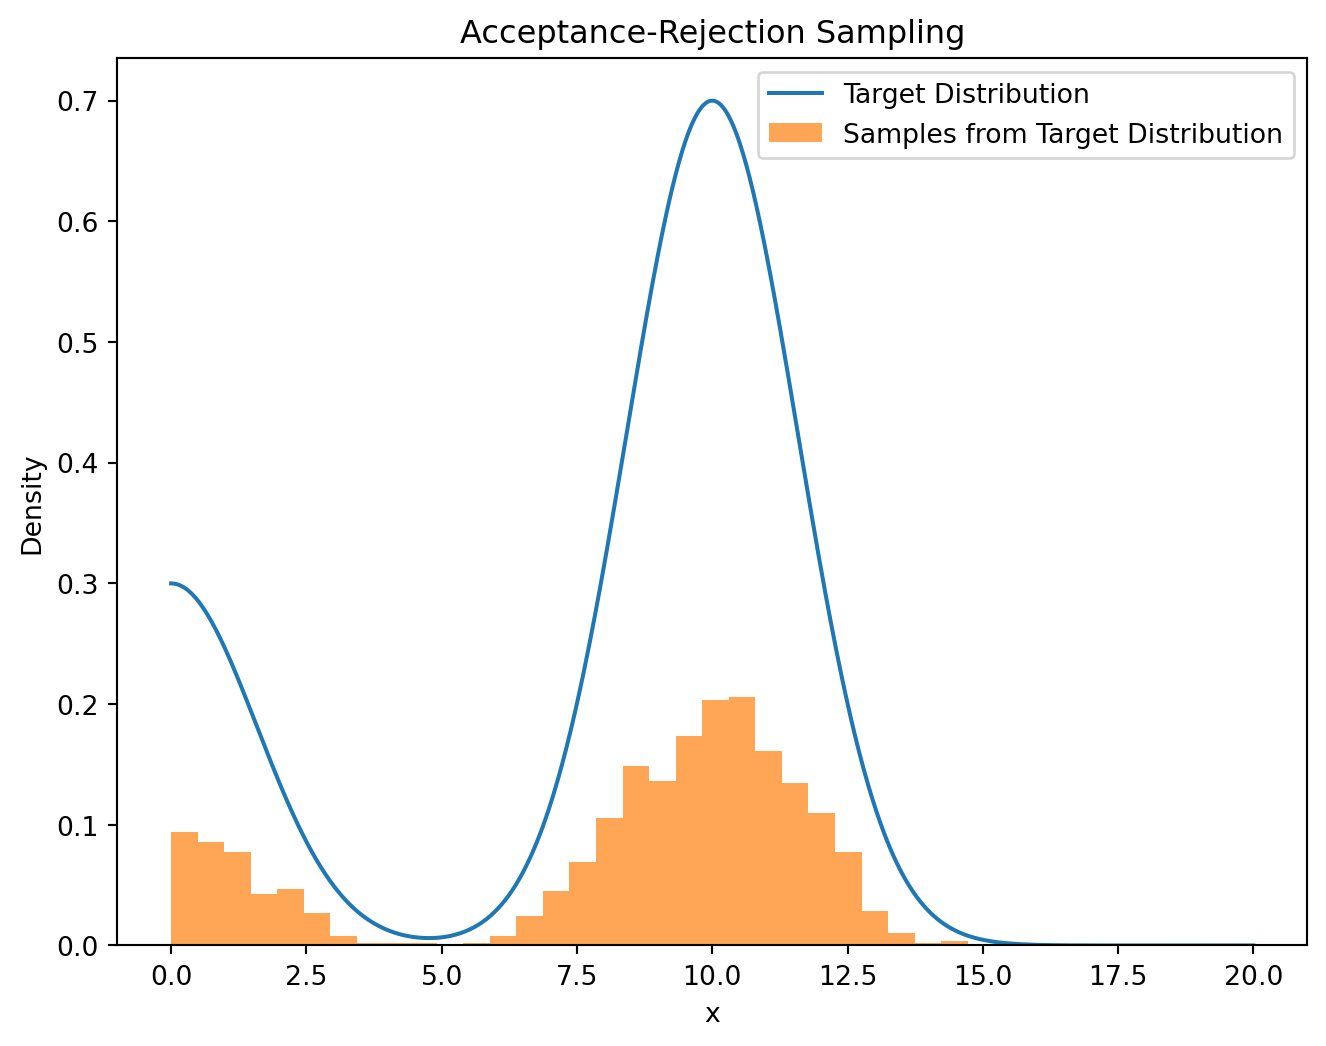 Acceptance-Rejection Sampling
Target Distribution
Samples from Target Distribution
0.7
0.6
0.5
0.4
0.3
0.2
0.1
0.0
Density
0.0 2.5 5.0 7.5 10.0 12.5 15.0 17.5 20.0
x